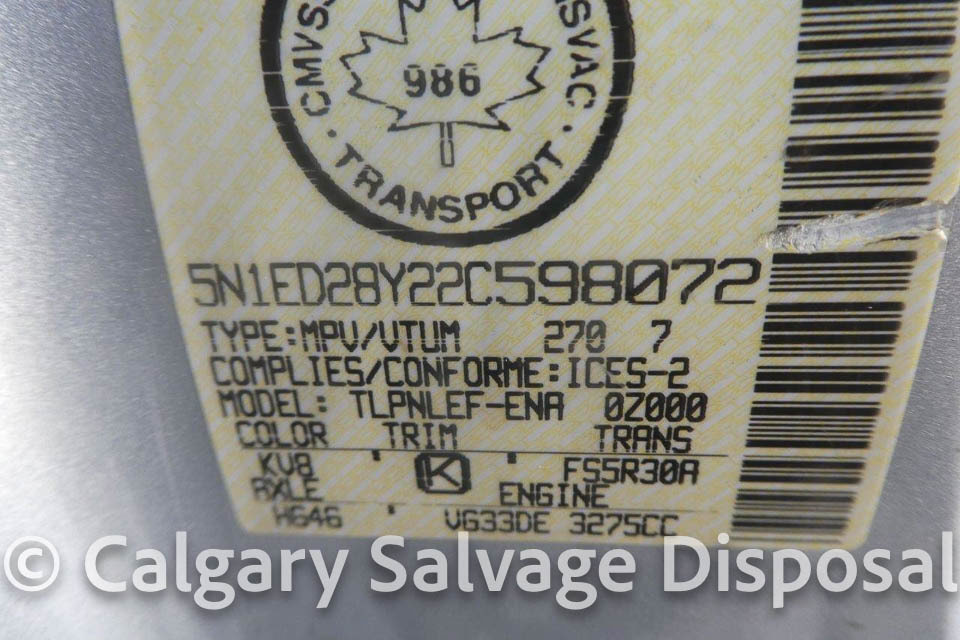 CMVSS
NSVAC
986
· TRANSPORT ·
5N1ED28Y22C598072
TYPE:MPV/VTUM 270 7
COMPLIES/CONFORME:ICES-2
MODEL: TLPNLEF-ENA 0Z000
COLOR TRIM TRANS
KV8 ' K ' FS5R30A
AXLE ENGINE
HG46 ' VG33DE 3275CC
© Calgary Salvage Disposal